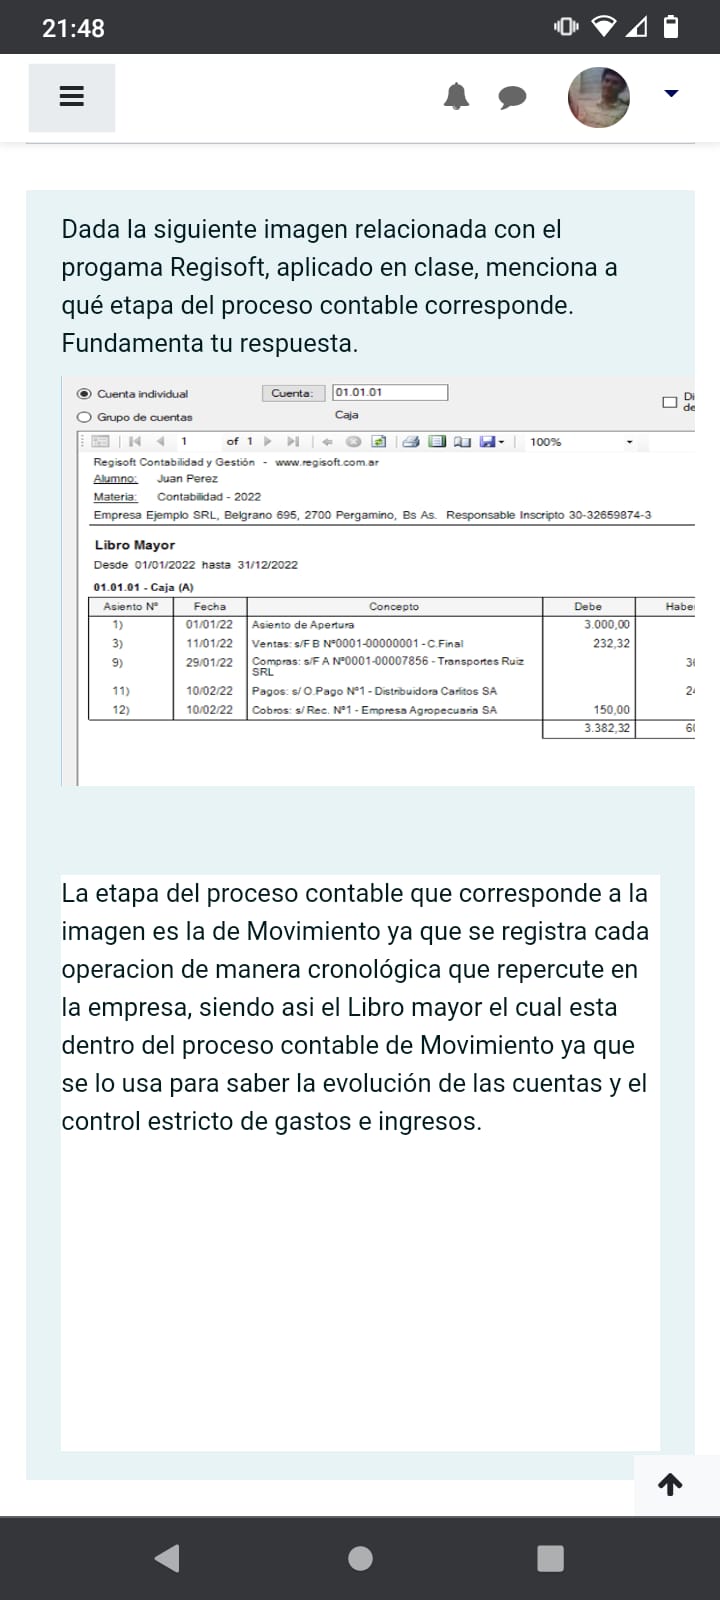 21:48
Dada la siguiente imagen relacionada con el
progama Regisoft, aplicado en clase, menciona a
qué etapa del proceso contable corresponde.
Fundamenta tu respuesta.
Cuenta individual Cuenta: 01.01.01
Di
de
Grupo de cuentas Caja
1 of 1 100%
Regisoft Contabilidad y Gestión - www.regisoft.com.ar
Alumno: Juan Perez
Materia: Contabilidad - 2022
Empresa Ejemplo SRL, Belgrano 695, 2700 Pergamino, Bs As. Responsable Inscripto 30-32659874-3
Libro Mayor
Desde 01/01/2022 hasta 31/12/2022
01.01.01 - Caja (A)
Asiento Nº Fecha Concepto Debe Habe
1) 01/01/22 Asiento de Apertura 3.000,00
3) 11/01/22 Ventas: s/F B Nº0001-00000001 - C.Final 232,32
9) 29/01/22 Compras: s/F A Nº0001-00007856 - Transportes Ruiz
SRL
11) 10/02/22 Pagos: s/ O.Pago Nº1 - Distribuidora Carlitos SA 2
12) 10/02/22 Cobros: s/ Rec. Nº1 - Empresa Agropecuaria SA 150,00
3.382,32 6
La etapa del proceso contable que corresponde a la
imagen es la de Movimiento ya que se registra cada
operacion de manera cronológica que repercute en
la empresa, siendo asi el Libro mayor el cual esta
dentro del proceso contable de Movimiento ya que
se lo usa para saber la evolución de las cuentas y el
control estricto de gastos e ingresos.